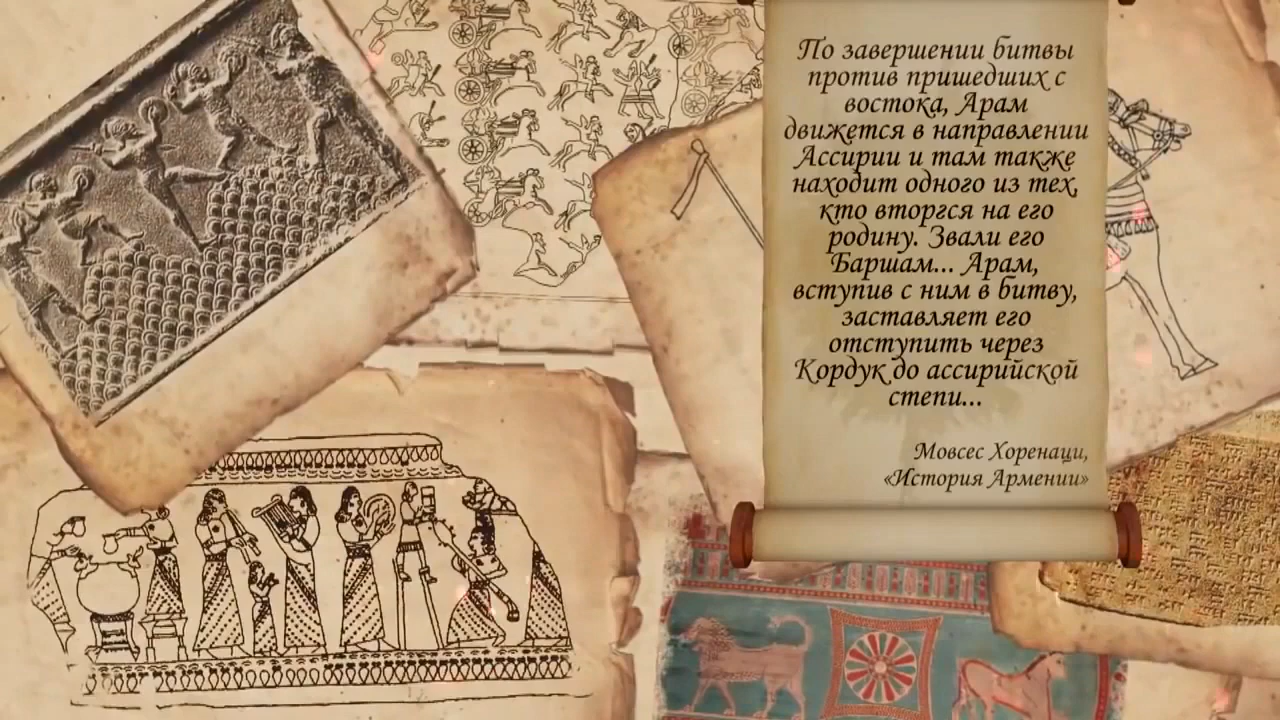 По завершении битвы
против пришедших с
востока, Арам
движется в направлении
Ассирии и там также
находит одного из тех,
кто вторгся на его
родину. Звали его
Баршам... Арам,
вступив с ним в битву,
заставляет его
отступить через
Кордук до ассирийской
степи...
Мовсес Хоренаци,
«История Армении»